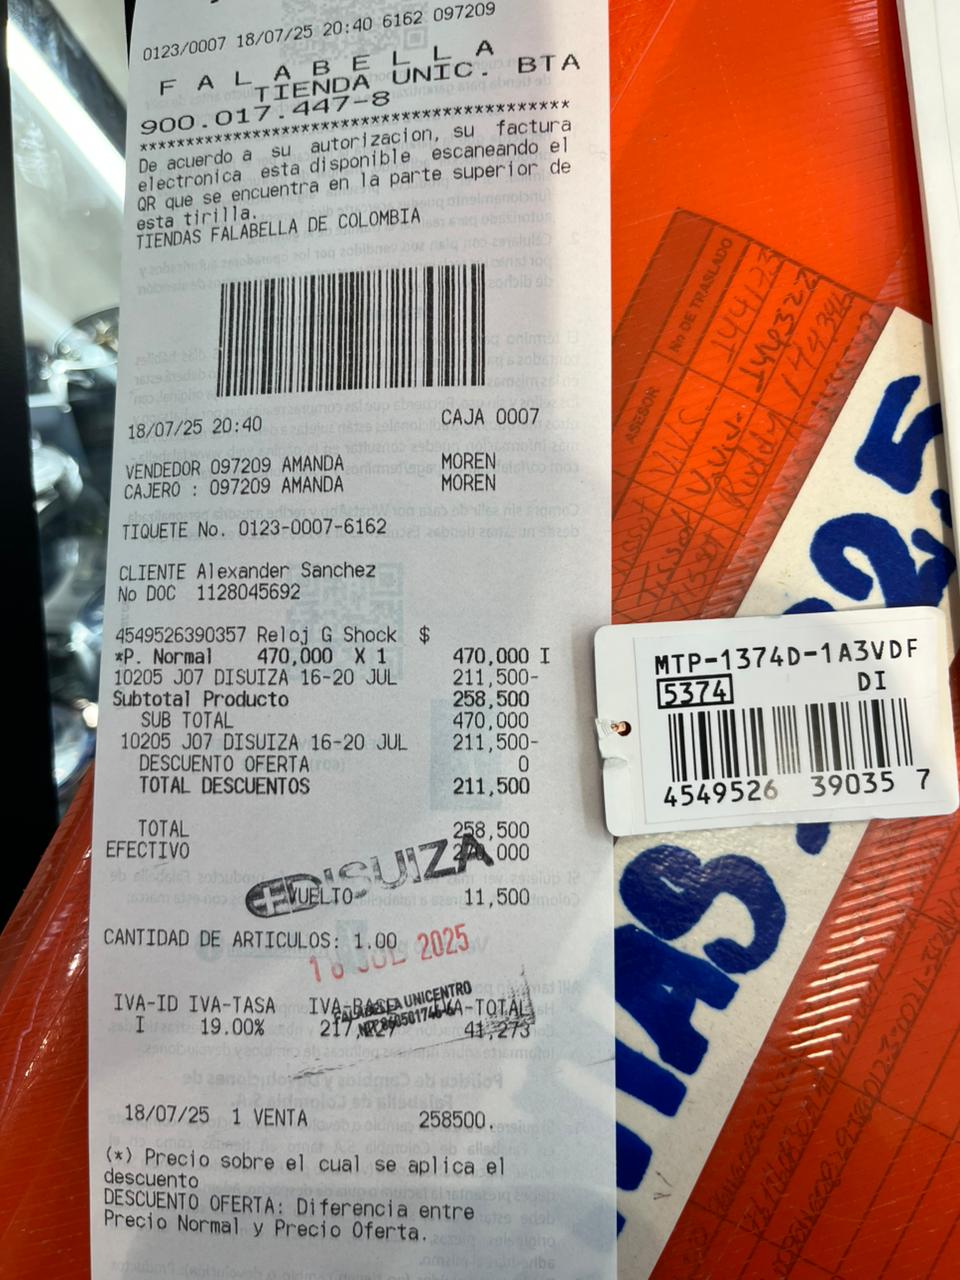 0123/0007 18/07/25 20:40 6162 097209
F A L A B E L L A
TIENDA UNIC. BTA
900.017.447-8
****************************************
De acuerdo a su autorizacion, su factura
electronica esta disponible escaneando el
QR que se encuentra en la parte superior de
esta tirilla.
TIENDAS FALABELLA DE COLOMBIA
18/07/25 20:40 CAJA 0007
VENDEDOR 097209 AMANDA MOREN
CAJERO : 097209 AMANDA MOREN
TIQUETE No. 0123-0007-6162
CLIENTE Alexander Sanchez
No DOC 1128045692
4549526390357 Reloj G Shock $
*P. Normal 470,000 X 1 470,000 I
10205 J07 DISUIZA 16-20 JUL 211,500-
Subtotal Producto 258,500
SUB TOTAL 470,000
10205 J07 DISUIZA 16-20 JUL 211,500-
DESCUENTO OFERTA 0
TOTAL DESCUENTOS 211,500
TOTAL 258,500
EFECTIVO
DISUIZA
VUELTO 11,500
CANTIDAD DE ARTICULOS: 1.00
JUL 2025
IVA-ID IVA-TASA IVA-BASE IVA-TOTAL
FALABELLA UNICENTRO
I 19.00% 41,273
18/07/25 1 VENTA 258500.
(*) Precio sobre el cual se aplica el
descuento
DESCUENTO OFERTA: Diferencia entre
Precio Normal y Precio Oferta.
MTP-1374D-1A3VDF
5374 DI
4549526 39035 7
ASESOR
NO DE TRASLADO